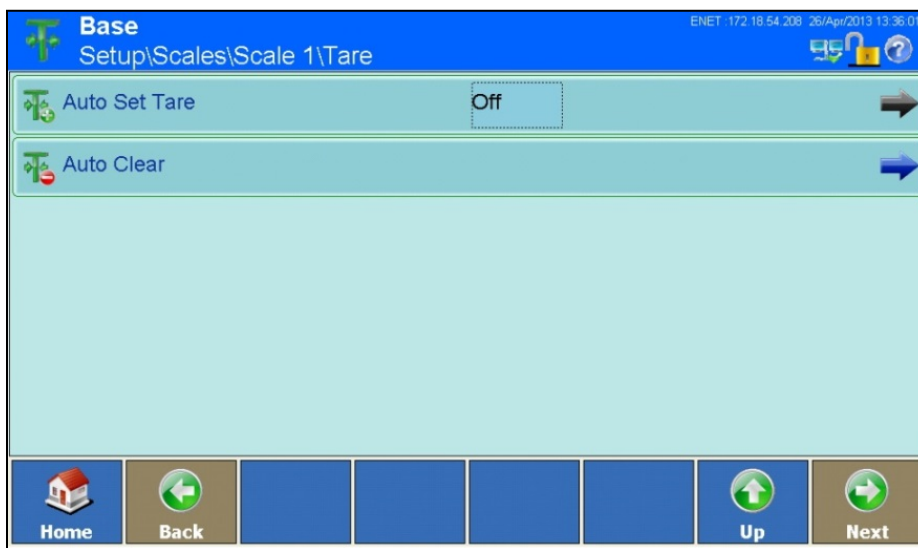 Base
ENET :172.18.54.208 26/Apr/2013 13:36:01
Setup\Scales\Scale 1\Tare
Auto Set Tare Off
Auto Clear
Home Back Up Next